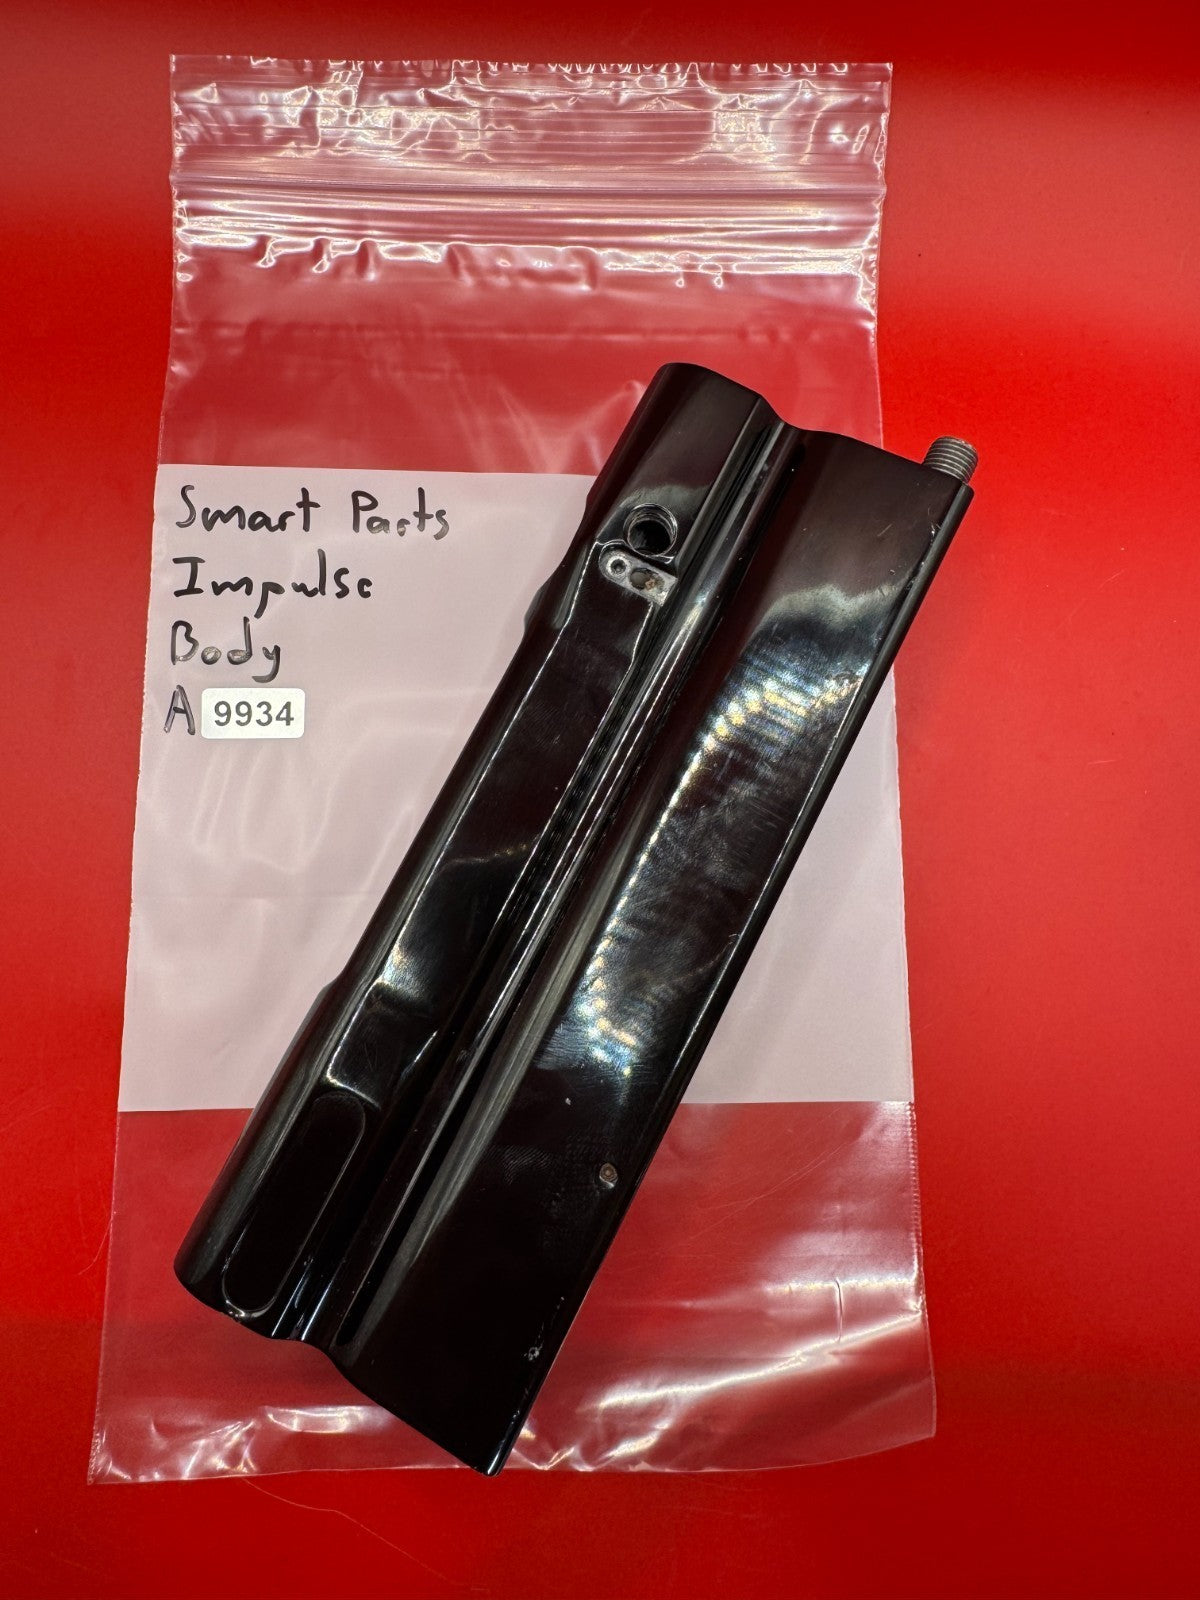 Smart Parts
Impulse
Body
A 9934